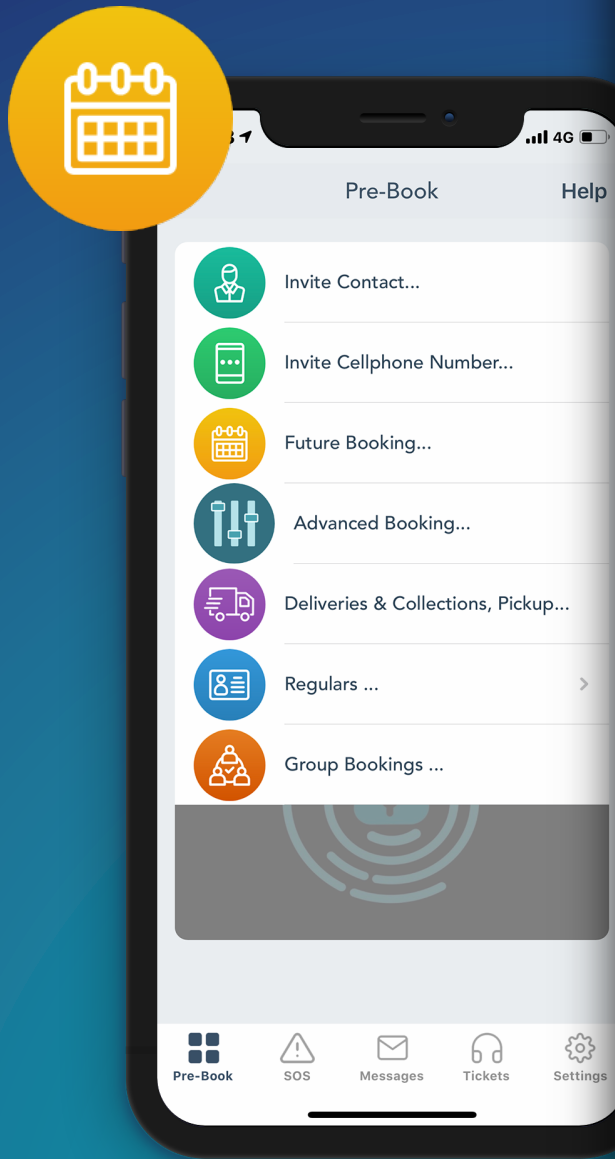 4G
Pre-Book Help
Invite Contact...
Invite Cellphone Number...
Future Booking...
Advanced Booking...
Deliveries & Collections, Pickup...
Regulars ...
Group Bookings ...
Pre-Book SOS Messages Tickets Settings